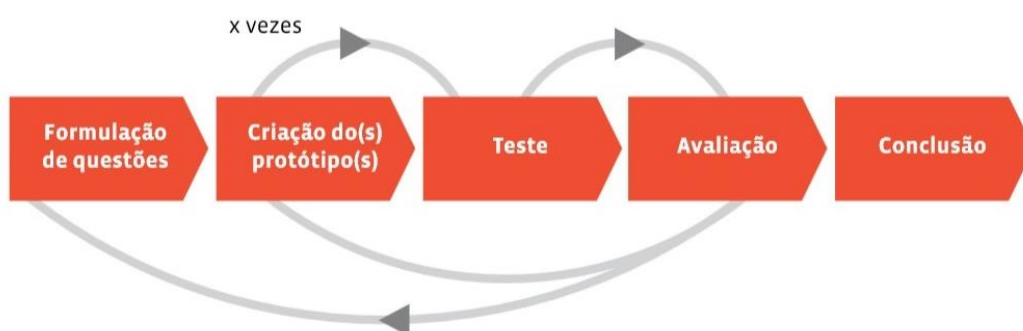 x vezes
Formulação
de questões
Criação do(s)
protótipo(s)
Teste
Avaliação
Conclusão